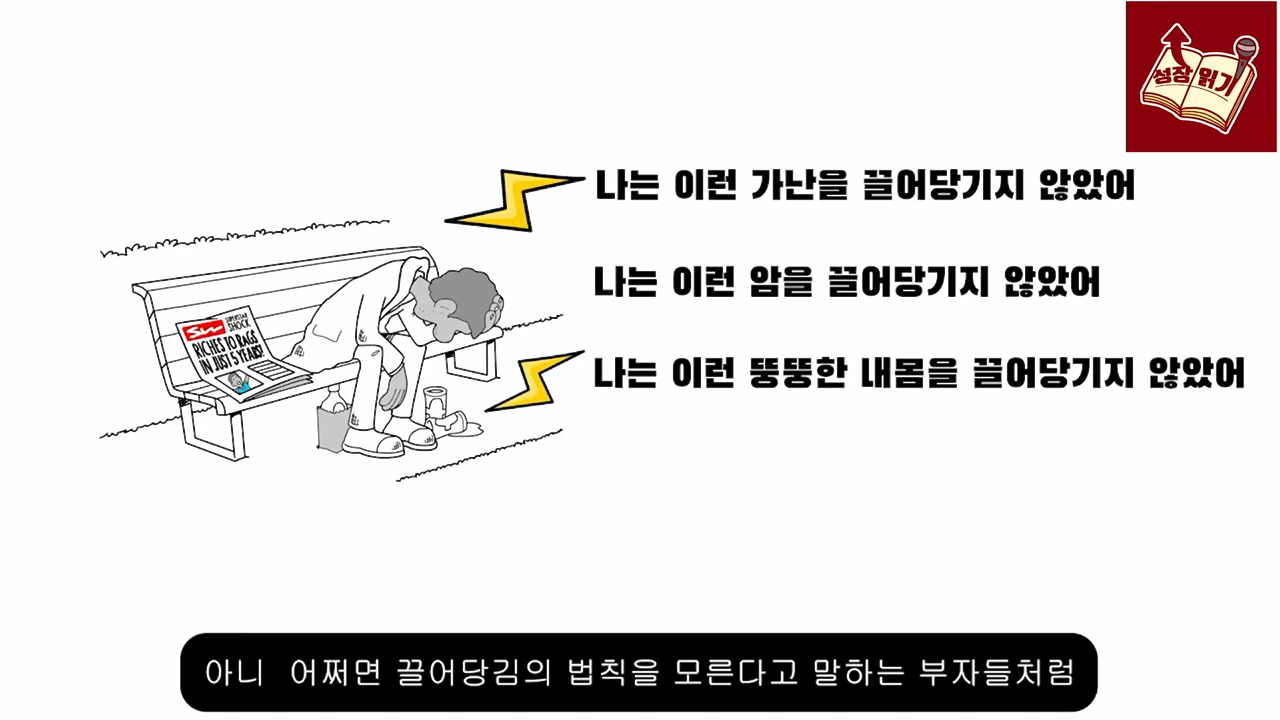 성장 읽기
나는 이런 가난을 끌어당기지 않았어
나는 이런 암을 끌어당기지 않았어
SUPERSTAR
SHOCK
RICHES TO RAGS
IN JUST 5 YEARS!
나는 이런 뚱뚱한 내몸을 끌어당기지 않았어
아니 어쩌면 끌어당김의 법칙을 모른다고 말하는 부자들처럼